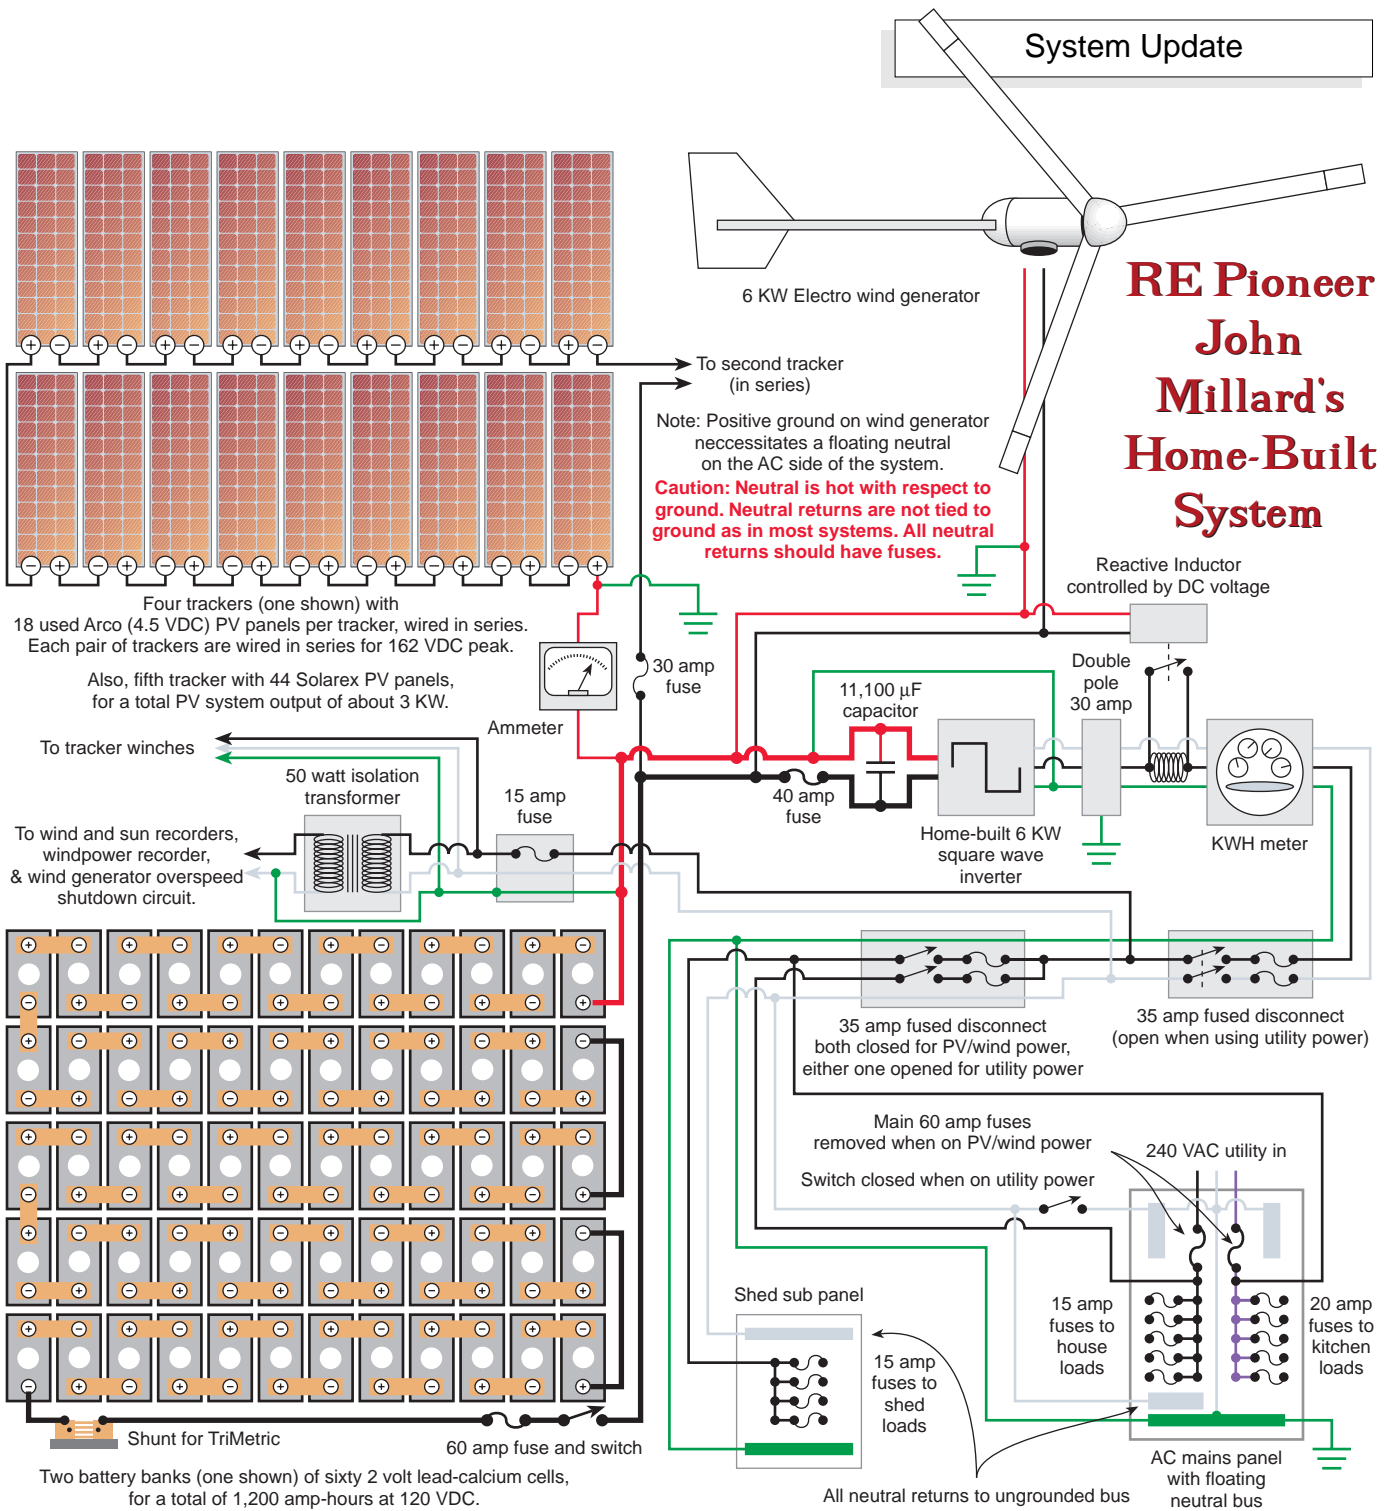 System Update
RE Pioneer
John
Millard's
Home-Built
System
6 KW Electro wind generator
To second tracker
(in series)
Note: Positive ground on wind generator
neccessitates a floating neutral
on the AC side of the system.
Caution: Neutral is hot with respect to
ground. Neutral returns are not tied to
ground as in most systems. All neutral
returns should have fuses.
Reactive Inductor
controlled by DC voltage
Four trackers (one shown) with
18 used Arco (4.5 VDC) PV panels per tracker, wired in series.
Each pair of trackers are wired in series for 162 VDC peak.
Also, fifth tracker with 44 Solarex PV panels,
for a total PV system output of about 3 KW.
Ammeter
30 amp
fuse
11,100 µF
capacitor
Double
pole
30 amp
To tracker winches
50 watt isolation
transformer
15 amp
fuse
40 amp
fuse
Home-built 6 KW
square wave
inverter
KWH meter
To wind and sun recorders,
windpower recorder,
& wind generator overspeed
shutdown circuit.
35 amp fused disconnect
both closed for PV/wind power,
either one opened for utility power
35 amp fused disconnect
(open when using utility power)
Main 60 amp fuses
removed when on PV/wind power
240 VAC utility in
Switch closed when on utility power
Shed sub panel
15 amp
fuses to
shed
loads
15 amp
fuses to
house
loads
20 amp
fuses to
kitchen
loads
Shunt for TriMetric
60 amp fuse and switch
AC mains panel
with floating
neutral bus
Two battery banks (one shown) of sixty 2 volt lead-calcium cells,
for a total of 1,200 amp-hours at 120 VDC.
All neutral returns to ungrounded bus